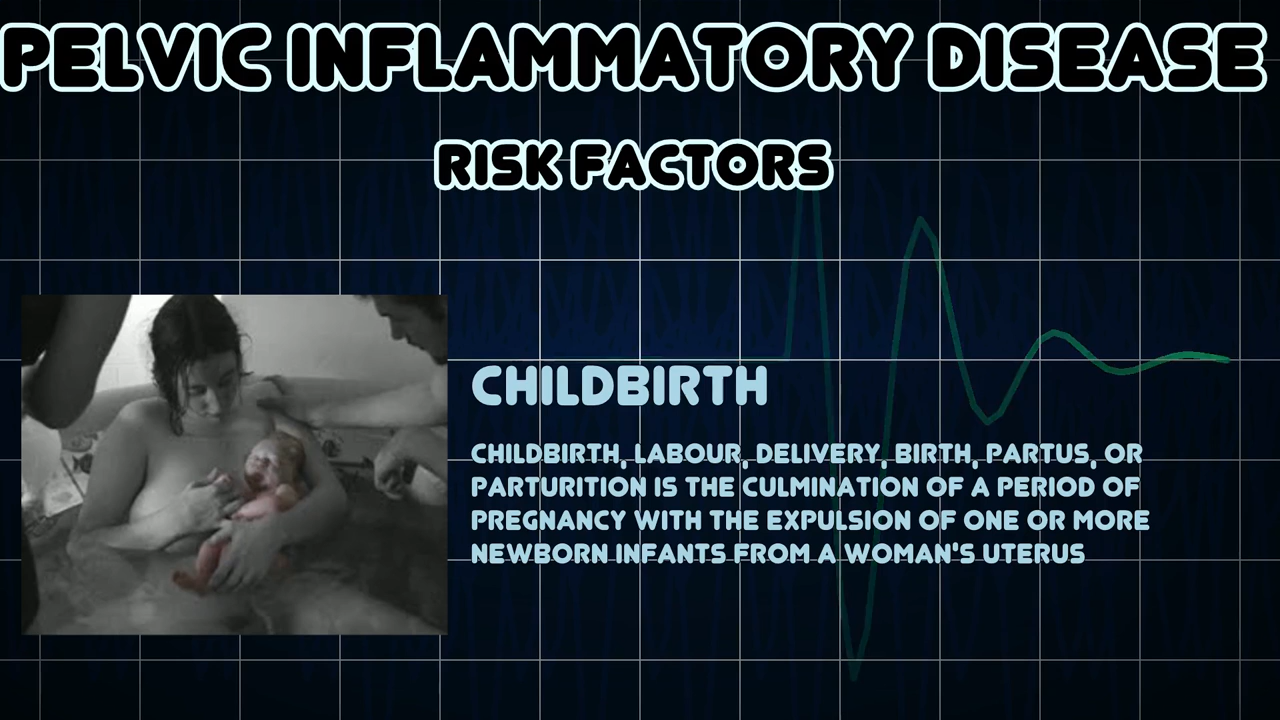 PELVIC INFLAMMATORY DISEASE
RISK FACTORS
CHILDBIRTH
CHILDBIRTH, LABOUR, DELIVERY, BIRTH, PARTUS, OR
PARTURITION IS THE CULMINATION OF A PERIOD OF
PREGNANCY WITH THE EXPULSION OF ONE OR MORE
NEWBORN INFANTS FROM A WOMAN'S UTERUS